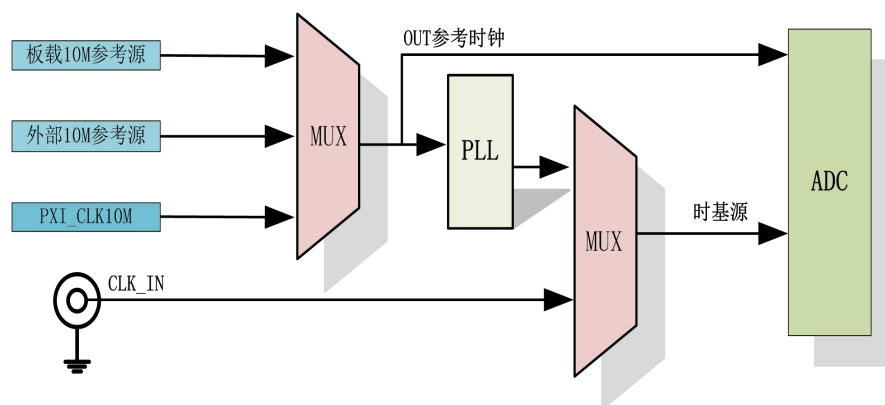 板载10M参考源
外部10M参考源
PXI_CLK10M
CLK_IN
MUX
OUT参考时钟
PLL
MUX
时基源
ADC